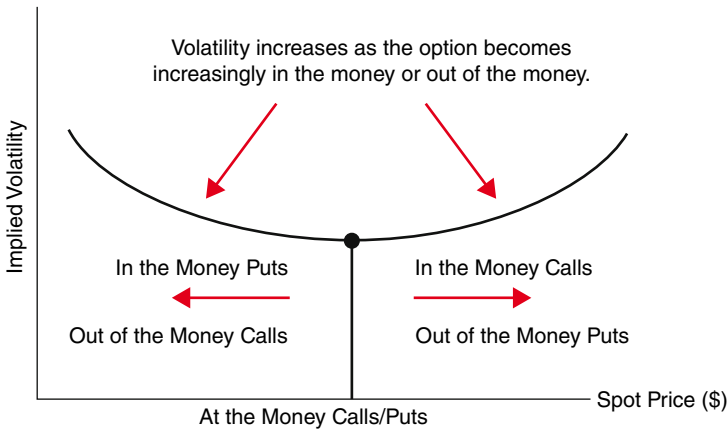 Volatility increases as the option becomes
increasingly in the money or out of the money.
Implied Volatility
In the Money Puts
In the Money Calls
Out of the Money Calls
Out of the Money Puts
Spot Price ($)
At the Money Calls/Puts